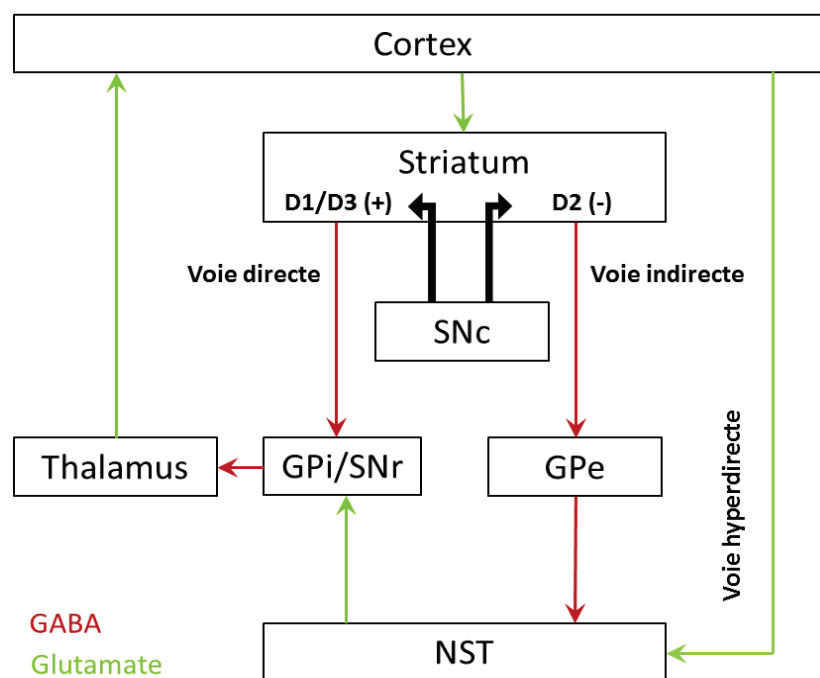 Cortex
Striatum
D1/D3 (+)
D2 (-)
Voie directe
Voie indirecte
SNc
Voie hyperdirecte
Thalamus
GPi/SNr
GPe
GABA
Glutamate
NST